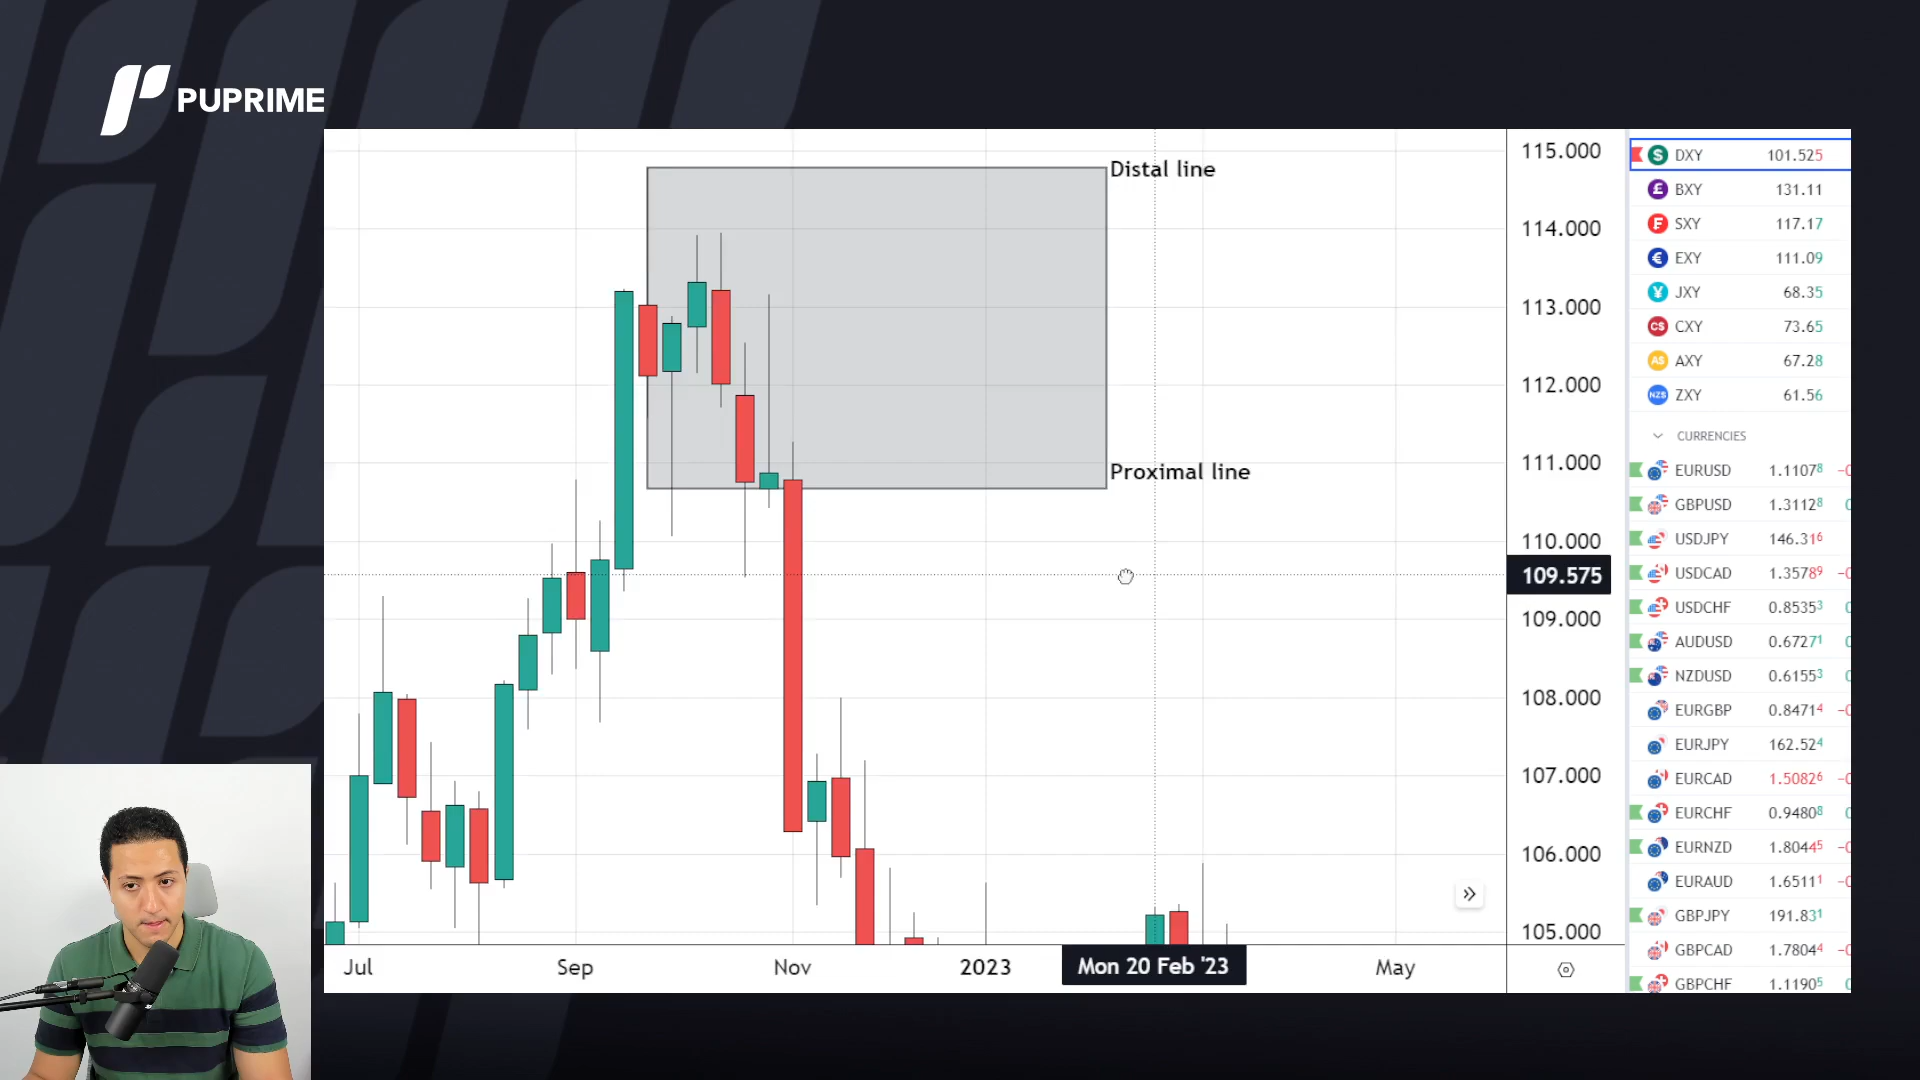 PUPRIME
Distal line
Proximal line
115.000
114.000
113.000
112.000
111.000
110.000
109.575
109.000
108.000
107.000
106.000
105.000
Jul
Sep
Nov
2023
Mon 20 Feb '23
May
DXY 101.525
BXY 131.11
SXY 117.17
EXY 111.09
JXY 68.35
CXY 73.65
AXY 67.28
ZXY 61.56
CURRENCIES
EURUSD 1.11078
GBPUSD 1.31128
USDJPY 146.316
USDCAD 1.35789
USDCHF 0.85353
AUDUSD 0.67271
NZDUSD 0.61553
EURGBP 0.84714
EURJPY 162.524
EURCAD 1.50826
EURCHF 0.94808
EURNZD 1.80445
EURAUD 1.65111
GBPJPY 191.831
GBPCAD 1.78044
GBPCHF 1.11905